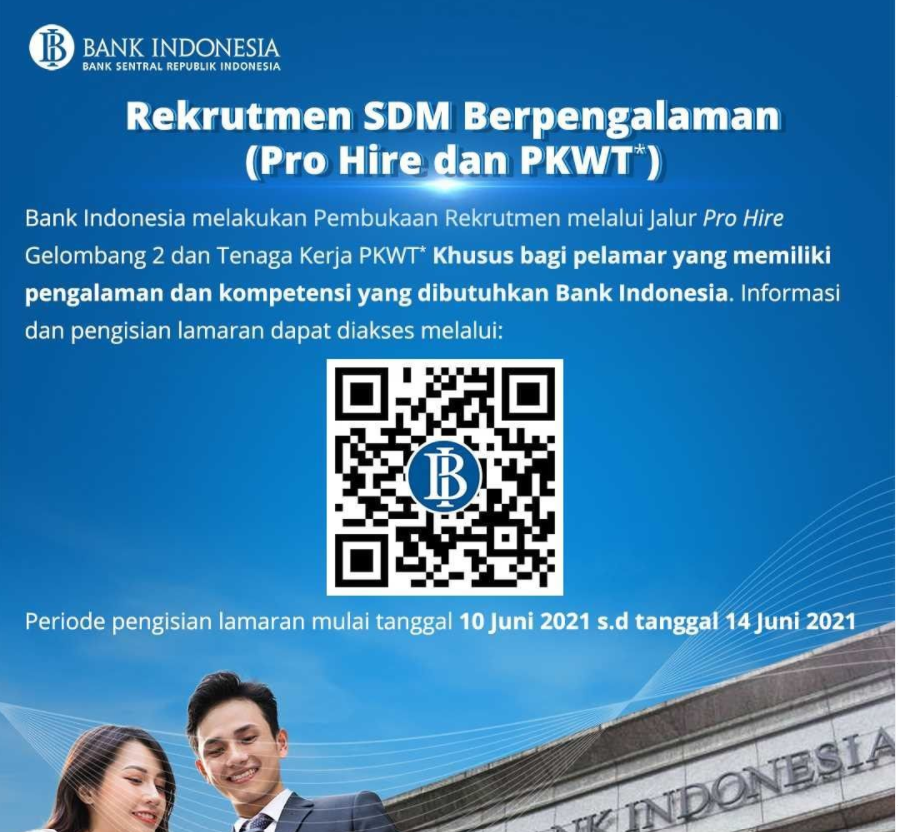 BANK INDONESIA
BANK SENTRAL REPUBLIK INDONESIA
Rekrutmen SDM Berpengalaman
(Pro Hire dan PKWT*)
Bank Indonesia melakukan Pembukaan Rekrutmen melalui Jalur Pro Hire
Gelombang 2 dan Tenaga Kerja PKWT* Khusus bagi pelamar yang memiliki
pengalaman dan kompetensi yang dibutuhkan Bank Indonesia. Informasi
dan pengisian lamaran dapat diakses melalui:
BI
Periode pengisian lamaran mulai tanggal 10 Juni 2021 s.d tanggal 14 Juni 2021
BANK INDONESIA